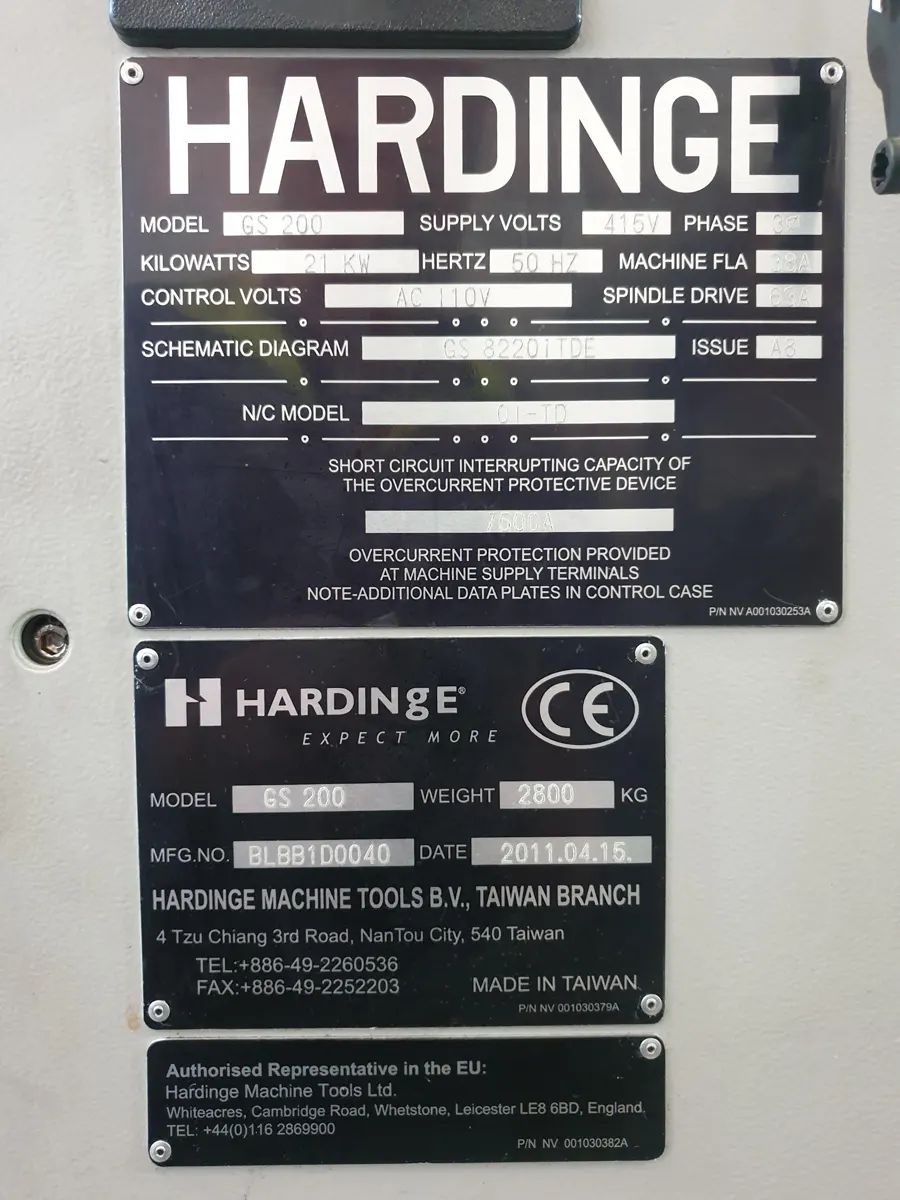 HARDINGE
MODEL GS 200 SUPPLY VOLTS 415V PHASE
KILOWATTS 21 KW HERTZ 50 HZ MACHINE FLA
CONTROL VOLTS AC 110V SPINDLE DRIVE
SCHEMATIC DIAGRAM GS 8220iTDE ISSUE A8
N/C MODEL OI-TD
SHORT CIRCUIT INTERRUPTING CAPACITY OF
THE OVERCURRENT PROTECTIVE DEVICE
7500A
OVERCURRENT PROTECTION PROVIDED
AT MACHINE SUPPLY TERMINALS
NOTE-ADDITIONAL DATA PLATES IN CONTROL CASE
P/N NV A001030253A
HARDINGE® CE
EXPECT MORE
MODEL GS 200 WEIGHT 2800 KG
MFG.NO. BLBB1D0040 DATE 2011.04.15.
HARDINGE MACHINE TOOLS B.V., TAIWAN BRANCH
4 Tzu Chiang 3rd Road, NanTou City, 540 Taiwan
TEL:+886-49-2260536
FAX:+886-49-2252203 MADE IN TAIWAN
P/N NV 001030379A
Authorised Representative in the EU:
Hardinge Machine Tools Ltd.
Whiteacres, Cambridge Road, Whetstone, Leicester LE8 6BD, England.
TEL: +44(0)116 2869900
P/N NV 001030382A